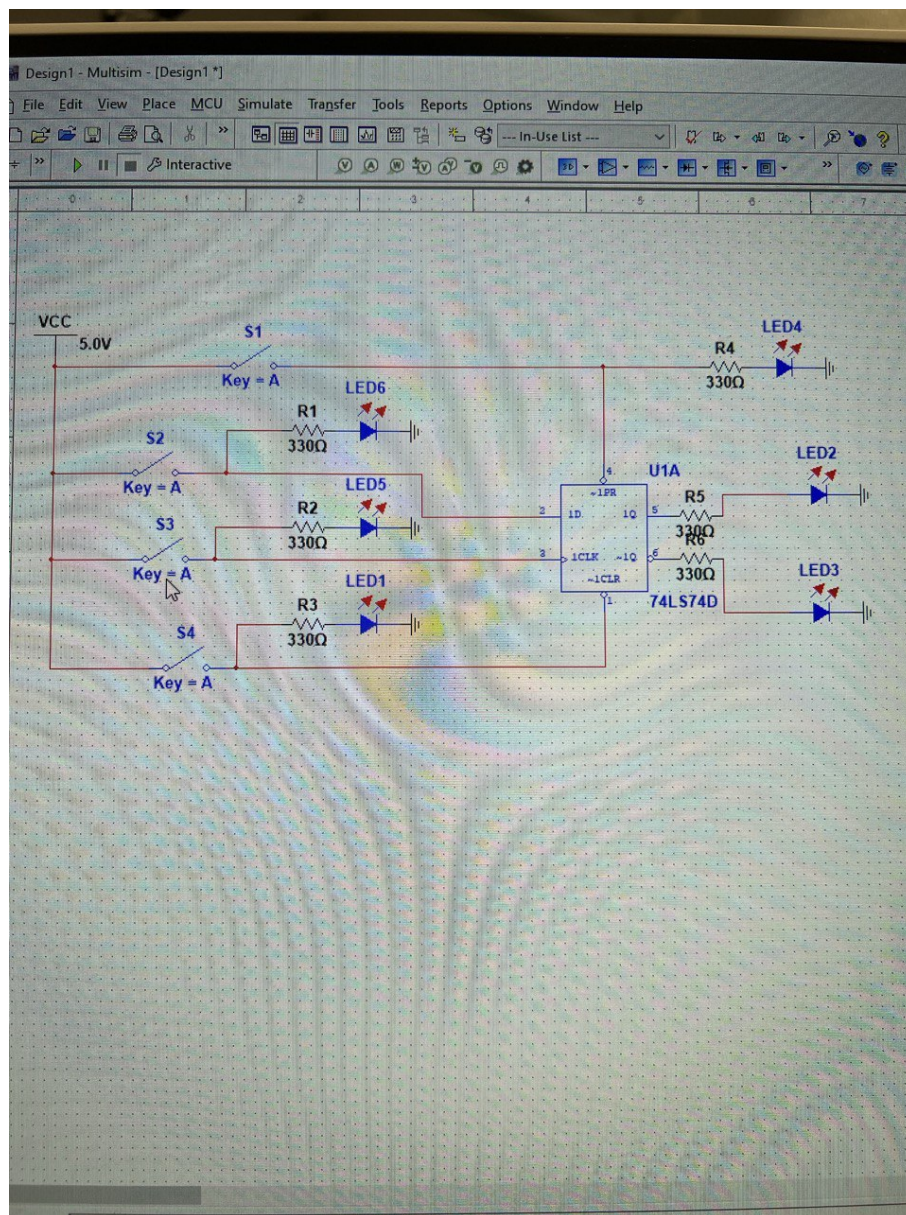 Design1 - Multisim - [Design1 *]
File Edit View Place MCU Simulate Transfer Tools Reports Options Window Help
--- In-Use List ---
Interactive
0 1 2 3 4 5 6 7
VCC
5.0V
S1
Key = A
LED4
R4
330Ω
LED6
R1
330Ω
S2
Key = A
LED5
R2
330Ω
S3
Key = A
LED1
R3
330Ω
S4
Key = A
U1A
4
~1PR
2 1D 1Q 5
3 1CLK ~1Q 6
~1CLR
1
74LS74D
LED2
R5
330Ω
R6
330Ω
LED3